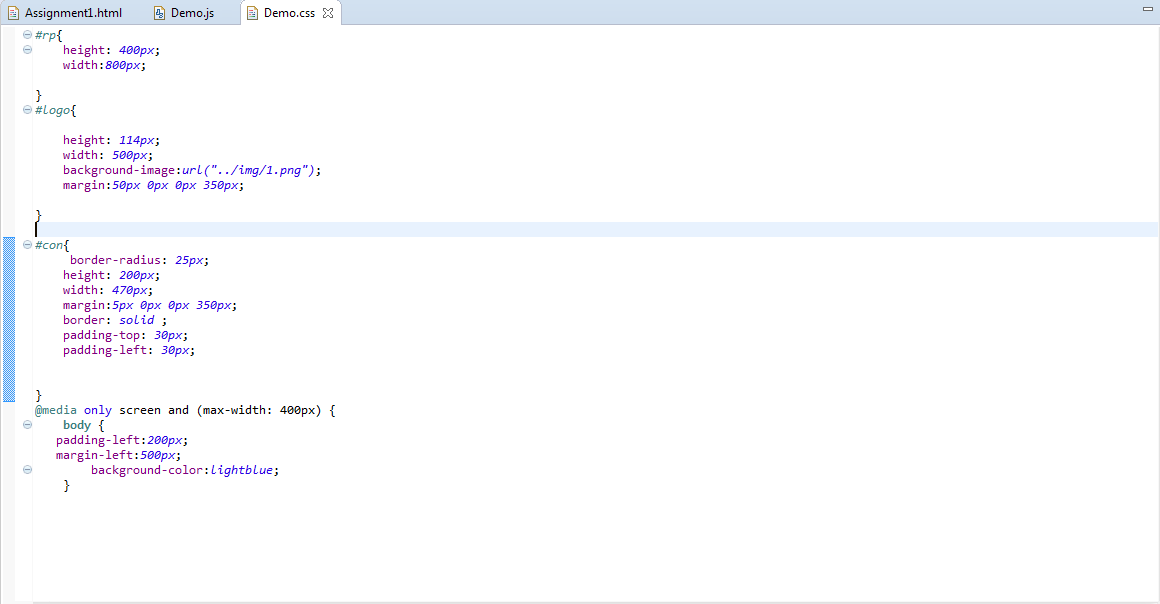 Assignment1.html Demo.js Demo.css
#rp{
height: 400px;
width:800px;
}
#logo{
height: 114px;
width: 500px;
background-image:url("../img/1.png");
margin:50px 0px 0px 350px;
}
#con{
border-radius: 25px;
height: 200px;
width: 470px;
margin:5px 0px 0px 350px;
border: solid ;
padding-top: 30px;
padding-left: 30px;
}
@media only screen and (max-width: 400px) {
body {
padding-left:200px;
margin-left:500px;
background-color:lightblue;
}